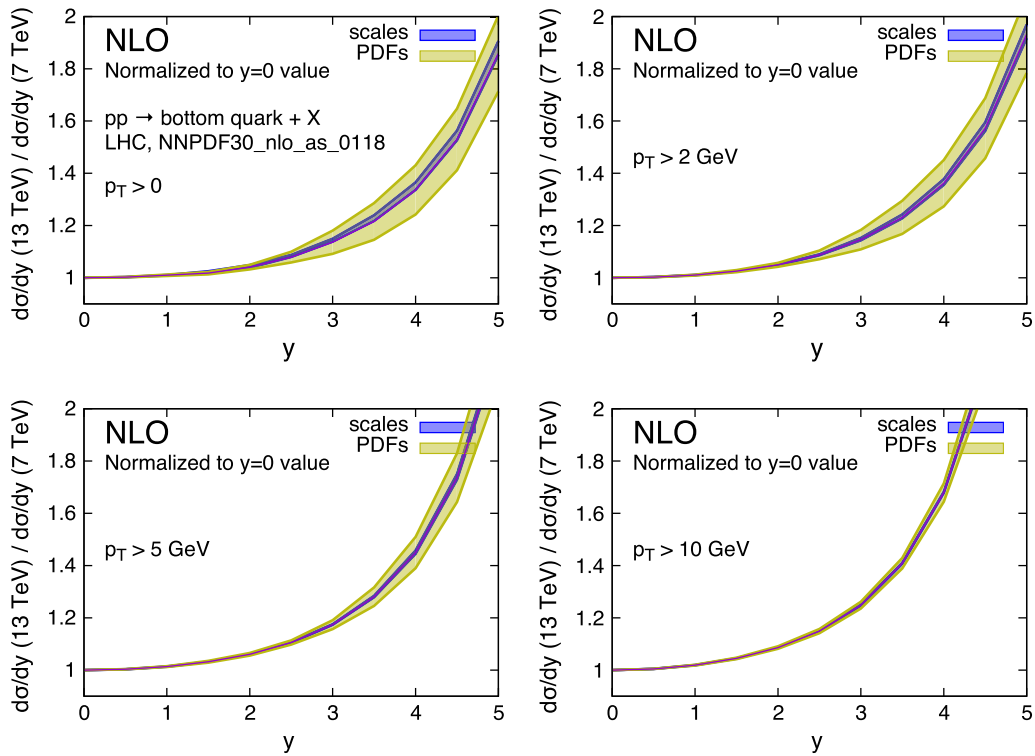 dσ/dy (13 TeV) / dσ/dy (7 TeV)
2
1.8
1.6
1.4
1.2
1
NLO
Normalized to y=0 value
scales
PDFs
pp → bottom quark + X
LHC, NNPDF30_nlo_as_0118
p_T > 0
0 1 2 3 4 5
y
dσ/dy (13 TeV) / dσ/dy (7 TeV)
2
1.8
1.6
1.4
1.2
1
NLO
Normalized to y=0 value
scales
PDFs
p_T > 2 GeV
0 1 2 3 4 5
y
dσ/dy (13 TeV) / dσ/dy (7 TeV)
2
1.8
1.6
1.4
1.2
1
NLO
Normalized to y=0 value
scales
PDFs
p_T > 5 GeV
0 1 2 3 4 5
y
dσ/dy (13 TeV) / dσ/dy (7 TeV)
2
1.8
1.6
1.4
1.2
1
NLO
Normalized to y=0 value
scales
PDFs
p_T > 10 GeV
0 1 2 3 4 5
y